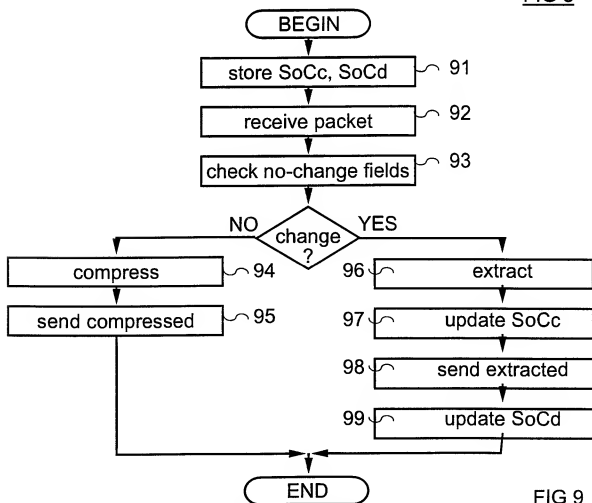 BEGIN
store SoCc, SoCd
91
receive packet
92
check no-change fields
93
NO
change
?
YES
compress
94
send compressed
95
96
extract
97
update SoCc
98
send extracted
99
update SoCd
END
FIG 9